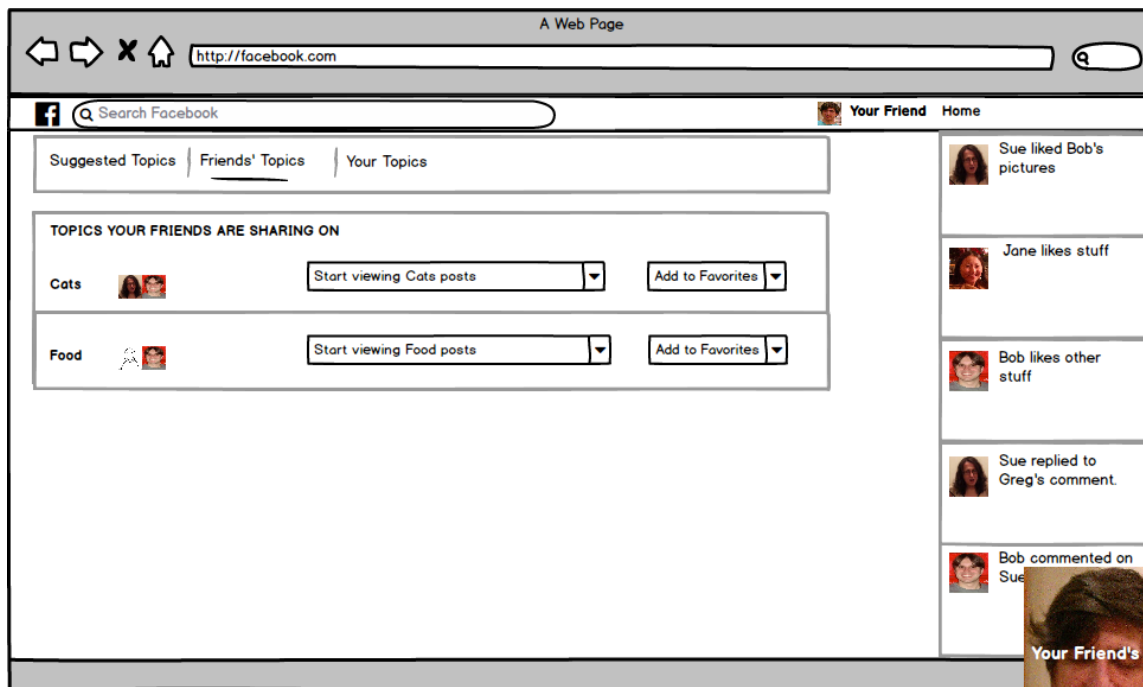 A Web Page
http://facebook.com
f Search Facebook Your Friend Home
Suggested Topics Friends' Topics Your Topics
TOPICS YOUR FRIENDS ARE SHARING ON
Cats Start viewing Cats posts Add to Favorites
Food Start viewing Food posts Add to Favorites
Sue liked Bob's
pictures
Jane likes stuff
Bob likes other
stuff
Sue replied to
Greg's comment.
Bob commented on
Your Friend's